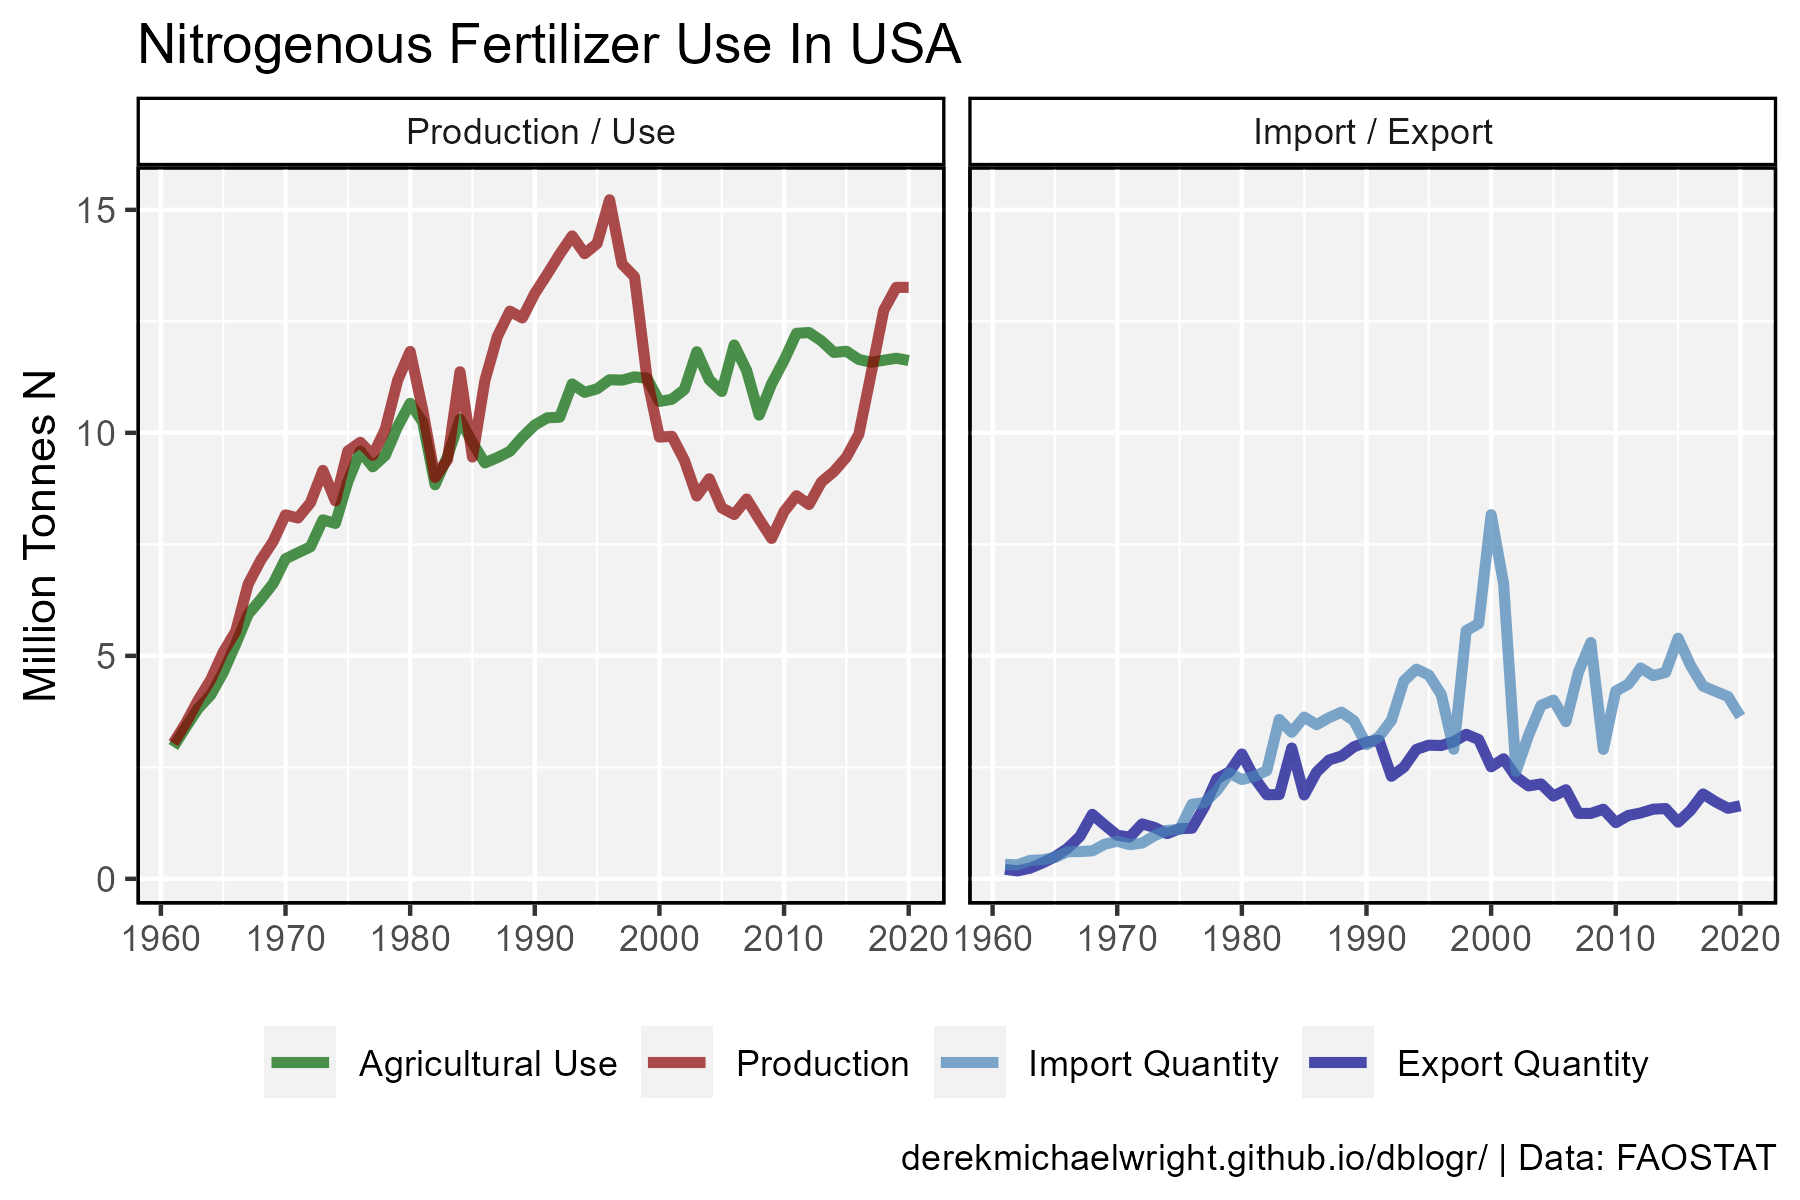 Nitrogenous Fertilizer Use In USA
Production / Use
Import / Export
Million Tonnes N
15
10
5
0
1960 1970 1980 1990 2000 2010 2020
1960 1970 1980 1990 2000 2010 2020
Agricultural Use Production Import Quantity Export Quantity
derekmichaelwright.github.io/dblogr/ | Data: FAOSTAT